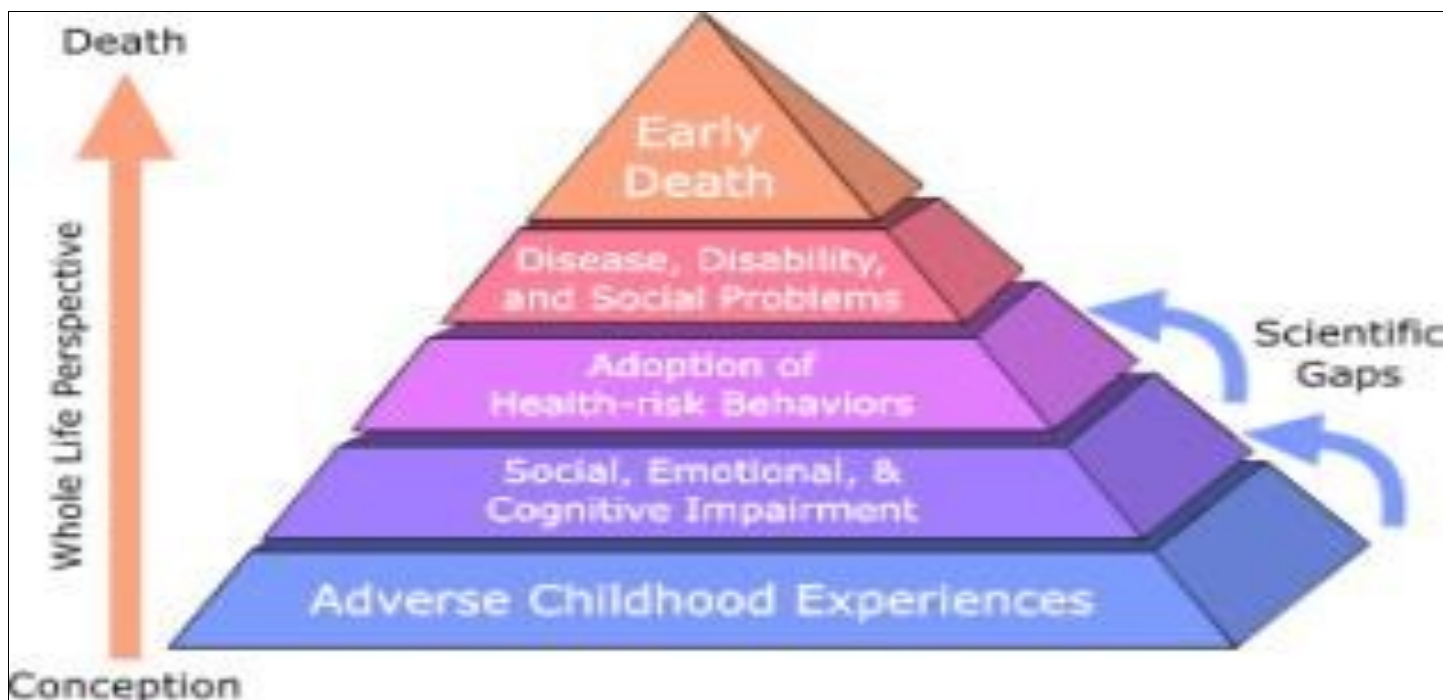 Death
Whole Life Perspective
Conception
Early
Death
Disease, Disability,
and Social Problems
Adoption of
Health-risk Behaviors
Social, Emotional, &
Cognitive Impairment
Adverse Childhood Experiences
Scientific
Gaps